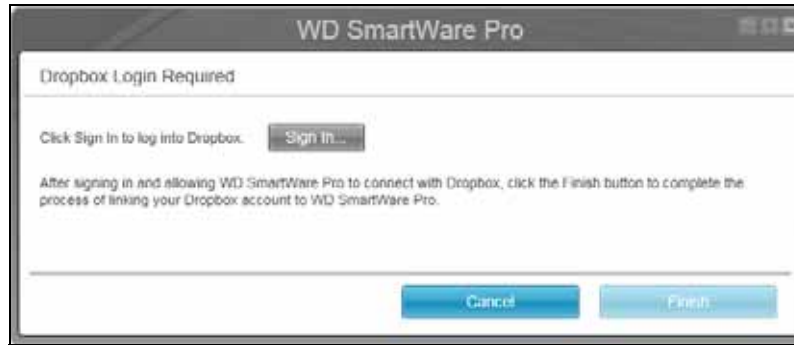 WD SmartWare Pro
Dropbox Login Required
Click Sign In to log into Dropbox.
Sign In...
After signing in and allowing WD SmartWare Pro to connect with Dropbox, click the Finish button to complete the
process of linking your Dropbox account to WD SmartWare Pro.
Cancel
Finish